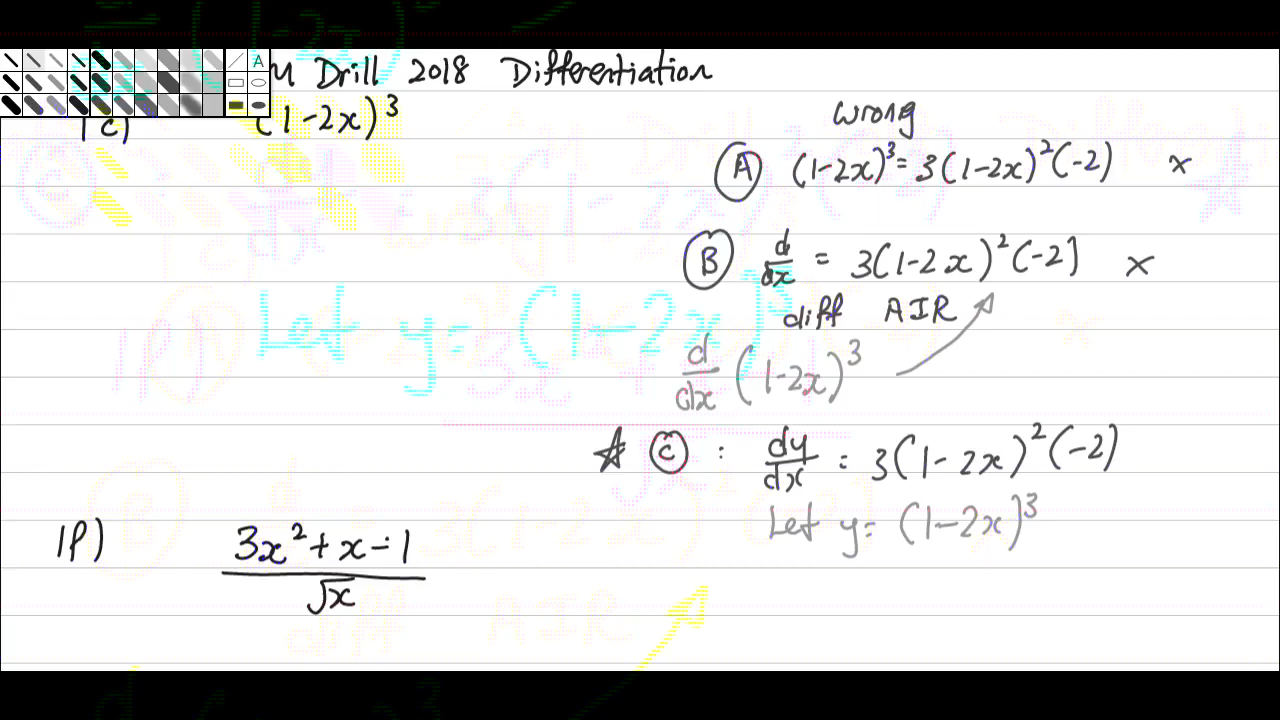 Drill 2018 Differentiation
1c) (1-2x)³
wrong
A (1-2x)³= 3(1-2x)²(-2) ×
B d/dx = 3(1-2x)²(-2) ×
diff AIR
d/dx (1-2x)³
☆ C : dy/dx = 3(1-2x)²(-2)
Let y= (1-2x)³
1f) (3x²+x-1)/√x